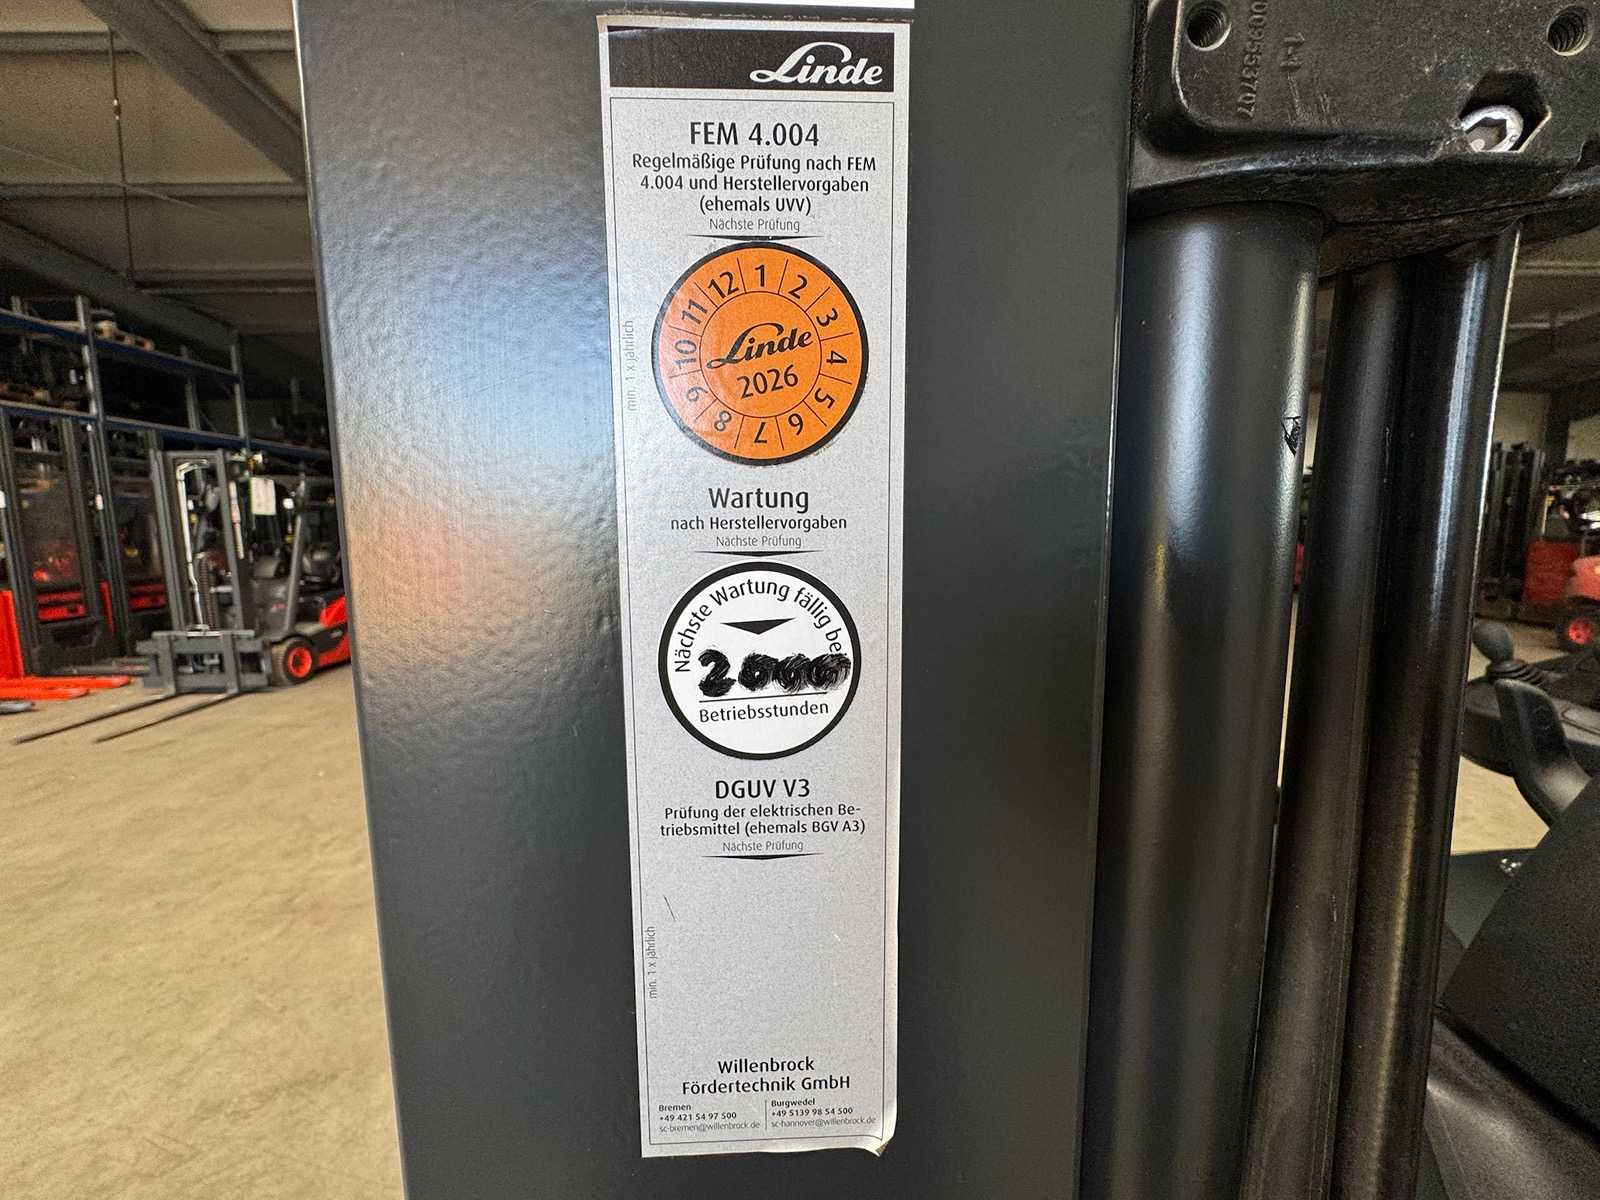 Linde
FEM 4.004
Regelmäßige Prüfung nach FEM
4.004 und Herstellervorgaben
(ehemals UVV)
Nächste Prüfung
min. 1 x jährlich
12 1 2 3 4 5 6 7 8 9 10 11
Linde
2026
Wartung
nach Herstellervorgaben
Nächste Prüfung
Nächste Wartung fällig bei
Betriebsstunden
DGUV V3
Prüfung der elektrischen Be-
triebsmittel (ehemals BGV A3)
Nächste Prüfung
min. 1 x jährlich
Willenbrock
Fördertechnik GmbH
Bremen
+49 421 54 97 500
sc-bremen@willenbrock.de
Burgwedel
+49 5139 98 54 500
sc-hannover@willenbrock.de